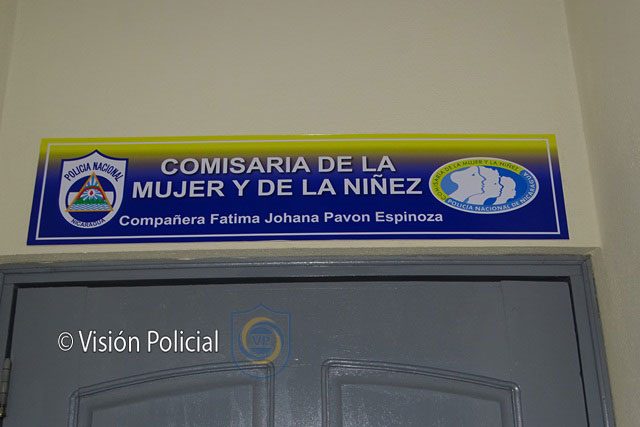 COMISARIA DE LA
MUJER Y DE LA NIÑEZ
Compañera Fatima Johana Pavon Espinoza
POLICIA NACIONAL
NICARAGUA
COMISARIA DE LA MUJER Y LA NIÑEZ
POLICIA NACIONAL DE NICARAGUA
© Visión Policial
VP